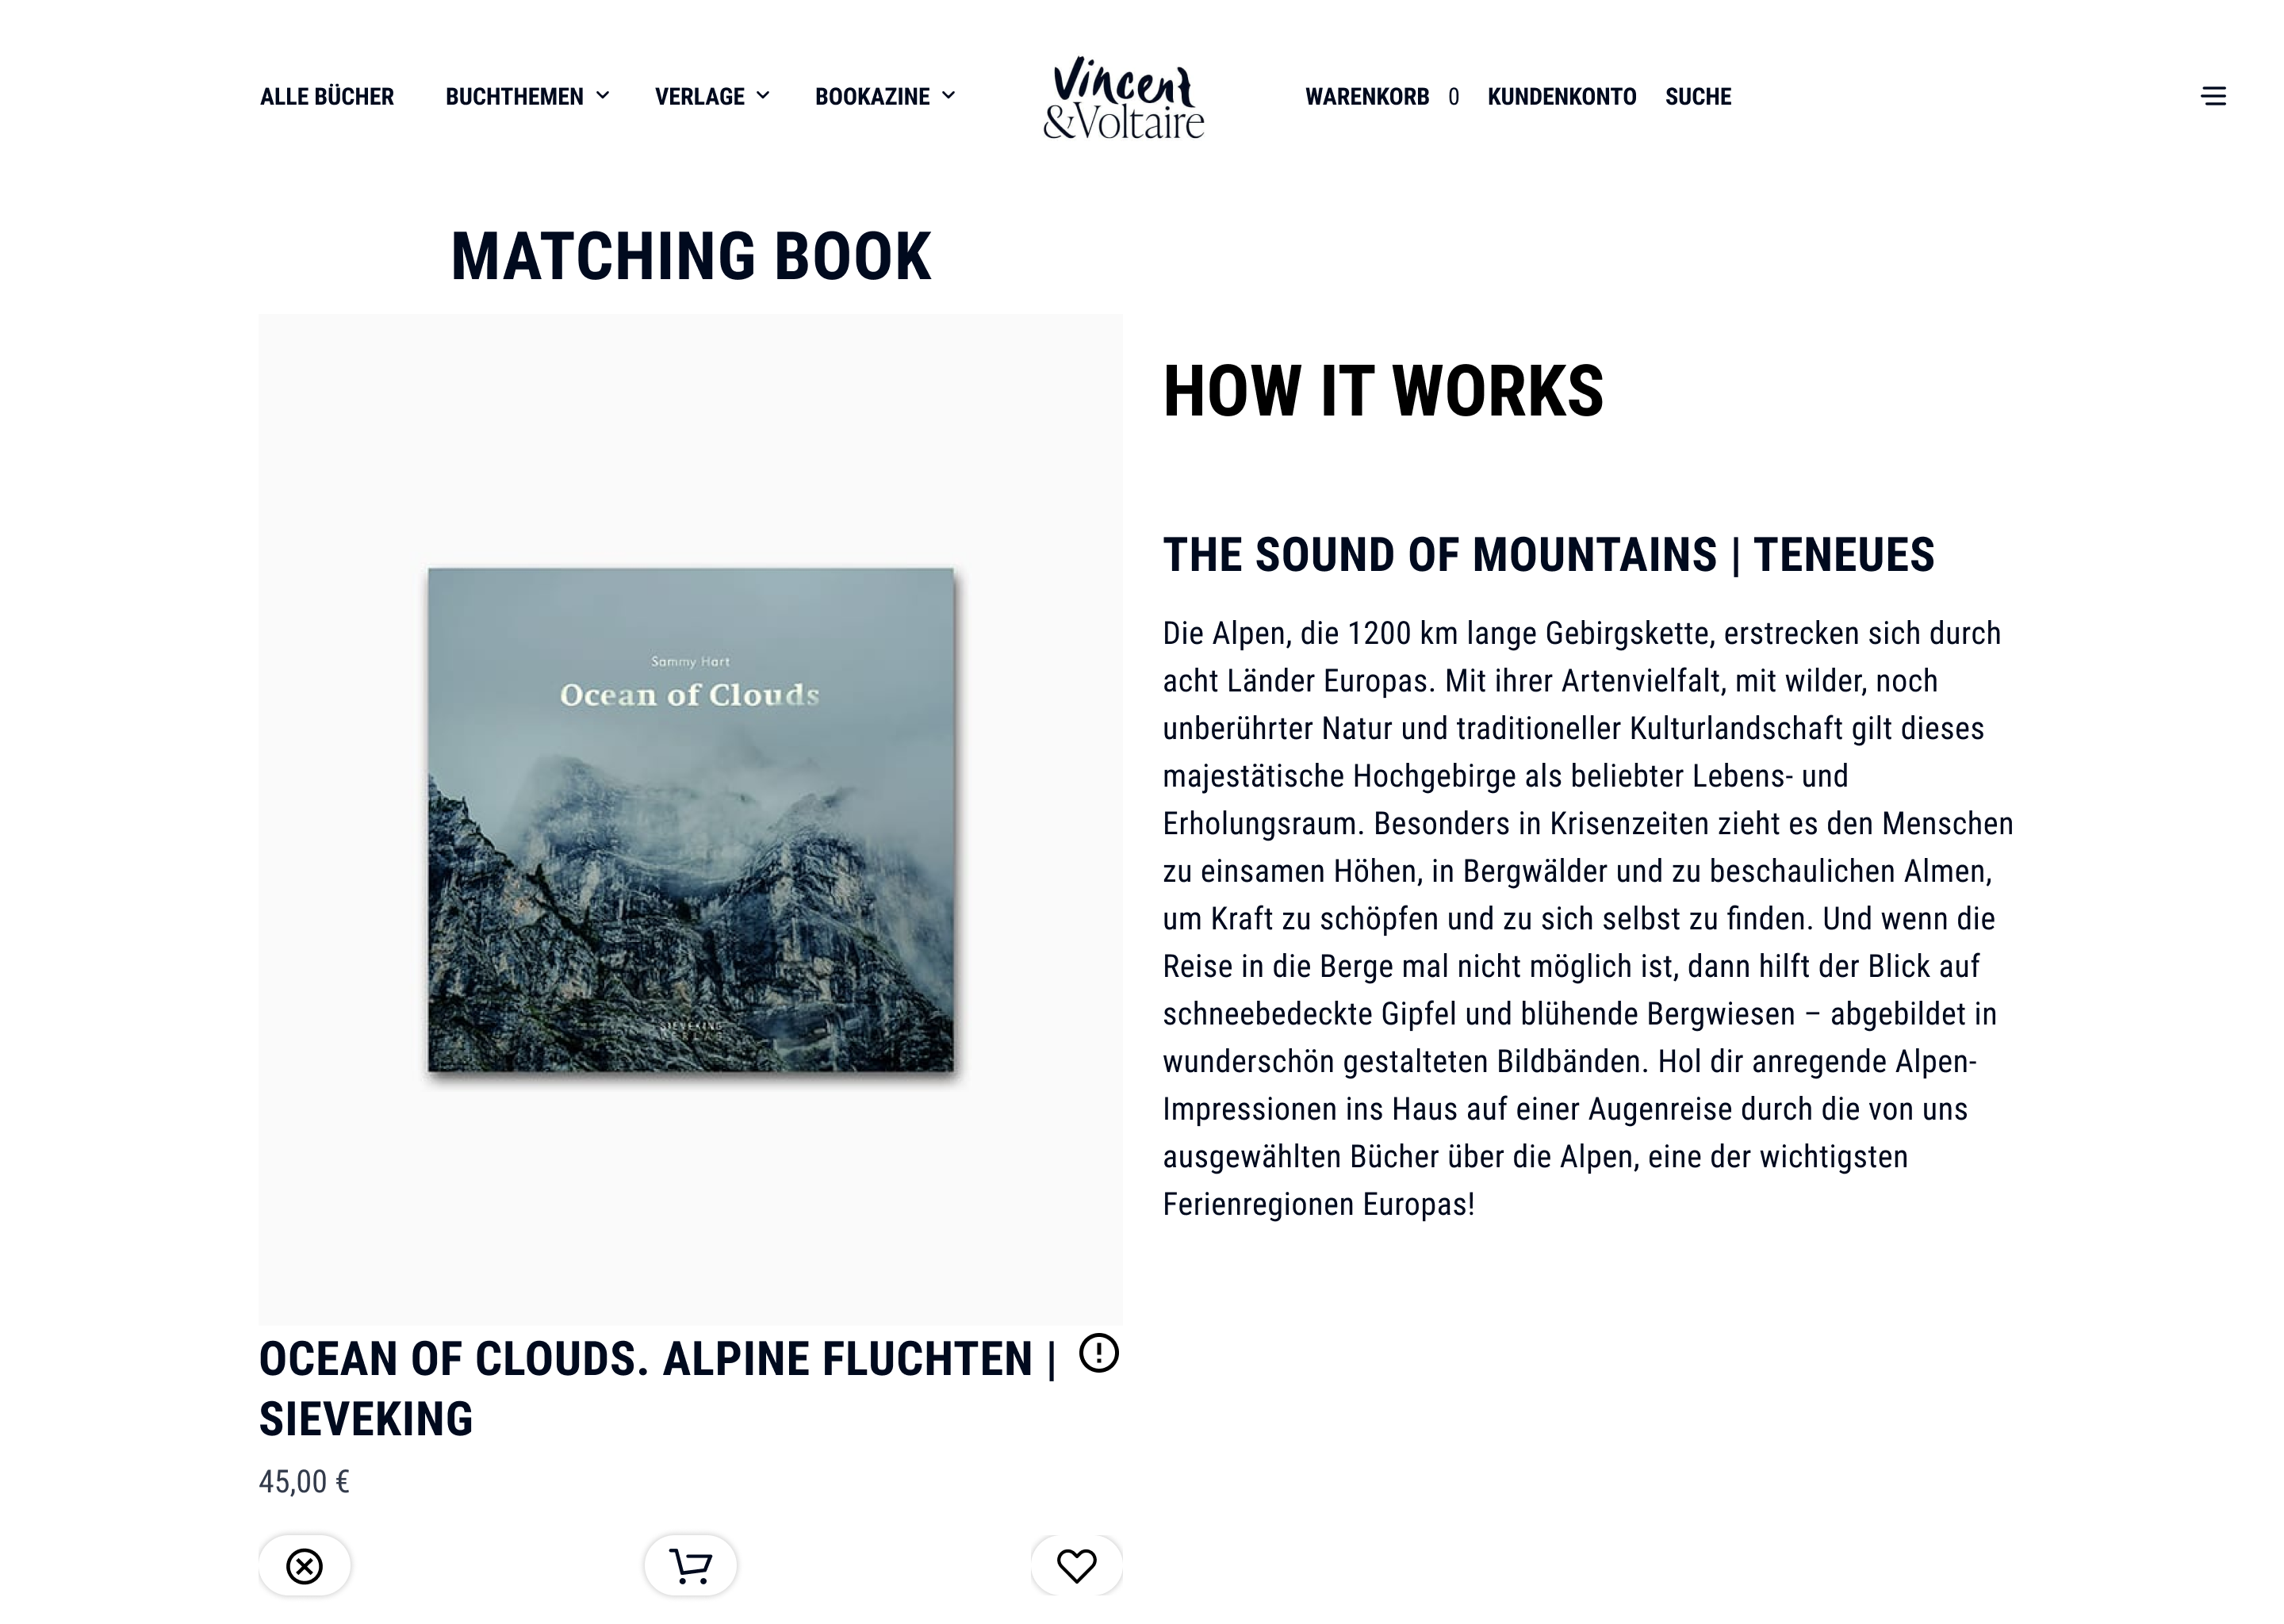 ALLE BÜCHER BUCHTHEMEN VERLAGE BOOKAZINE Vincent &Voltaire WARENKORB 0 KUNDENKONTO SUCHE
MATCHING BOOK
Sammy Hart
Ocean of Clouds
SIEVEKING
VERLAG
OCEAN OF CLOUDS. ALPINE FLUCHTEN |
SIEVEKING
45,00 €
HOW IT WORKS
THE SOUND OF MOUNTAINS | TENEUES
Die Alpen, die 1200 km lange Gebirgskette, erstrecken sich durch
acht Länder Europas. Mit ihrer Artenvielfalt, mit wilder, noch
unberührter Natur und traditioneller Kulturlandschaft gilt dieses
majestätische Hochgebirge als beliebter Lebens- und
Erholungsraum. Besonders in Krisenzeiten zieht es den Menschen
zu einsamen Höhen, in Bergwälder und zu beschaulichen Almen,
um Kraft zu schöpfen und zu sich selbst zu finden. Und wenn die
Reise in die Berge mal nicht möglich ist, dann hilft der Blick auf
schneebedeckte Gipfel und blühende Bergwiesen – abgebildet in
wunderschön gestalteten Bildbänden. Hol dir anregende Alpen-
Impressionen ins Haus auf einer Augenreise durch die von uns
ausgewählten Bücher über die Alpen, eine der wichtigsten
Ferienregionen Europas!